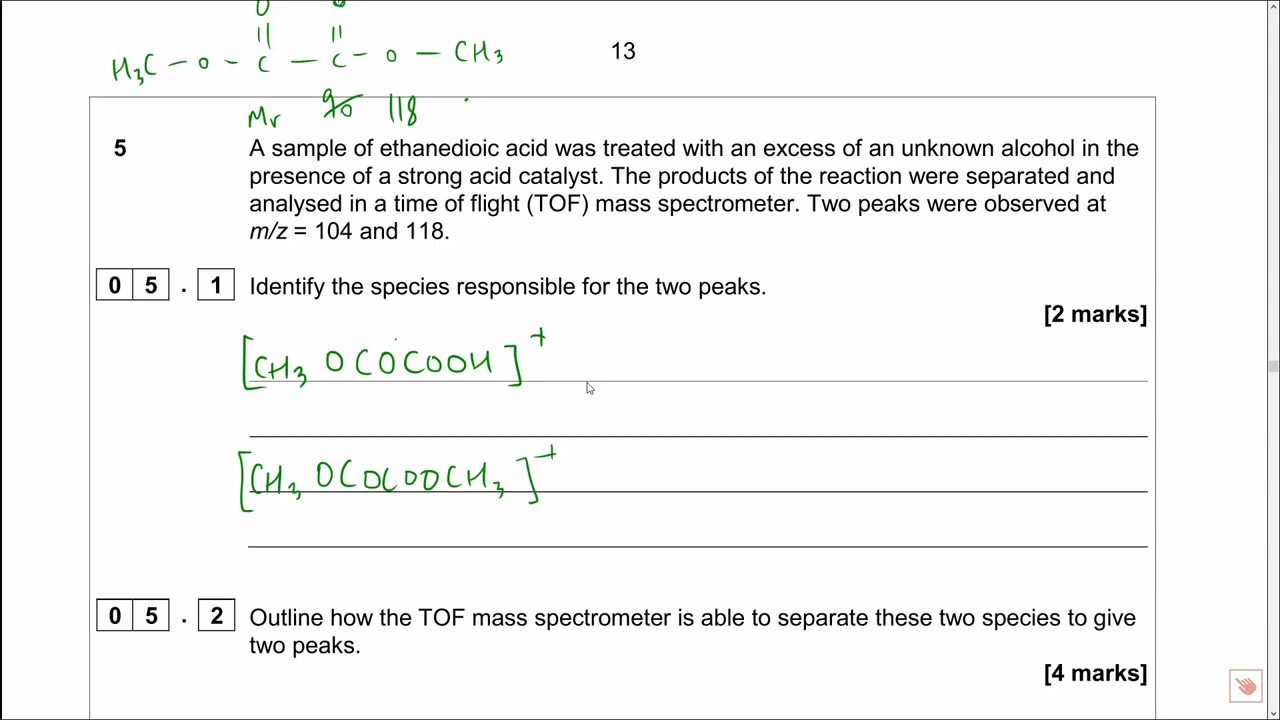 O O
|| ||
H3C - O - C - C - O - CH3
13
Mr 90 118
5 A sample of ethanedioic acid was treated with an excess of an unknown alcohol in the
presence of a strong acid catalyst. The products of the reaction were separated and
analysed in a time of flight (TOF) mass spectrometer. Two peaks were observed at
m/z = 104 and 118.
0 5 . 1 Identify the species responsible for the two peaks.
[2 marks]
[CH3 OCOCOOH]+
[CH3 OCOCOOCH3]+
0 5 . 2 Outline how the TOF mass spectrometer is able to separate these two species to give
two peaks.
[4 marks]